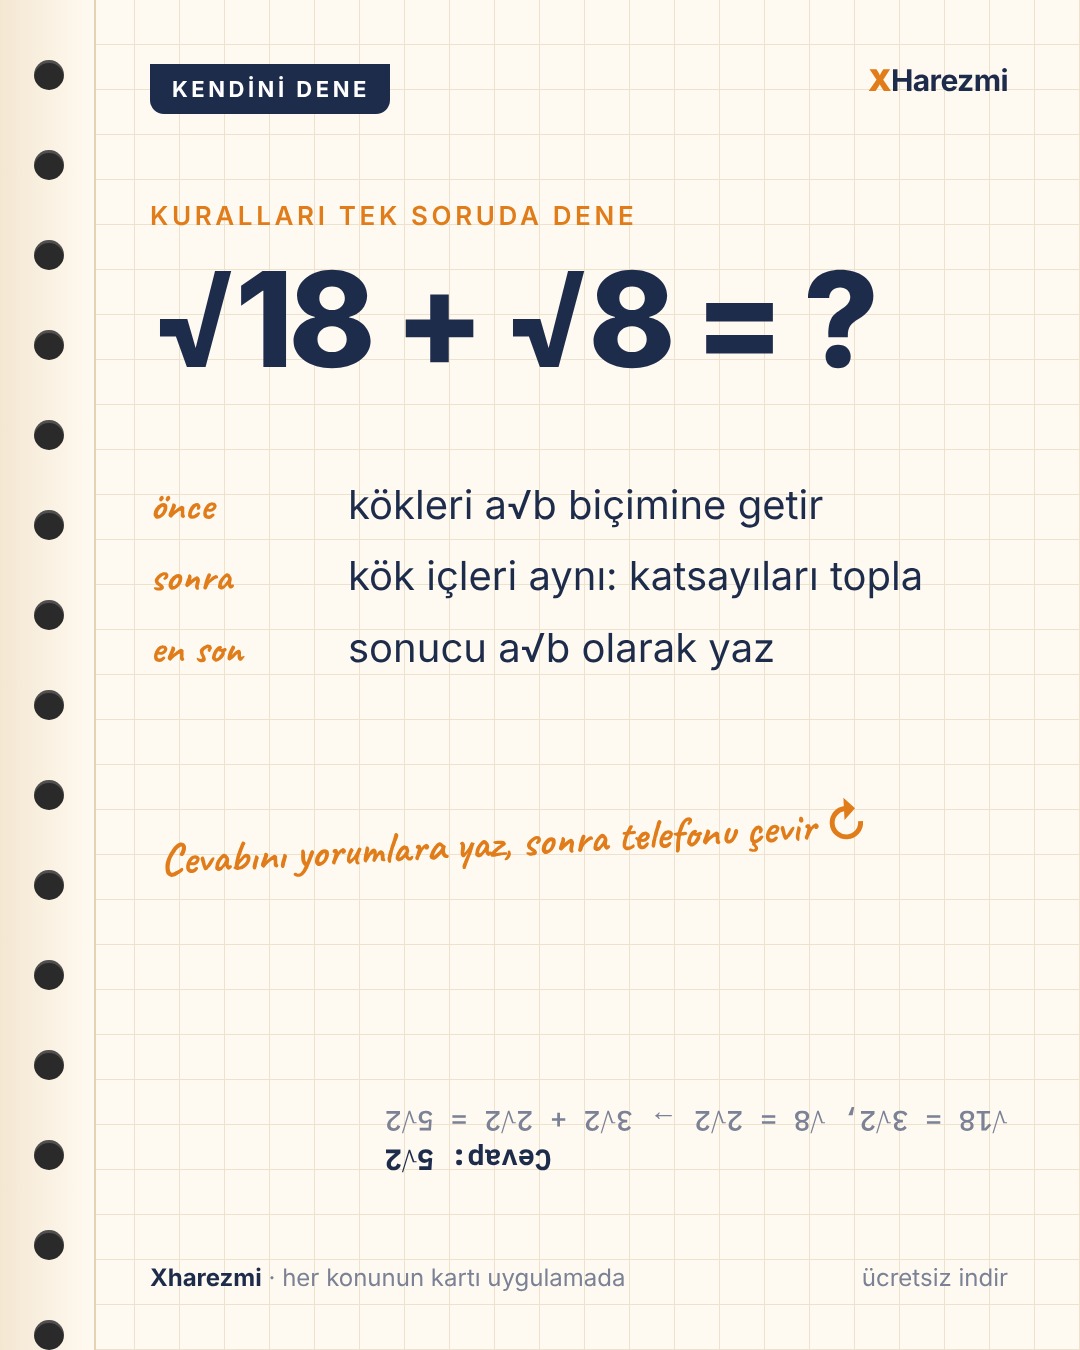 KENDİNİ DENE
XHarezmi
KURALLARI TEK SORUDA DENE
√18 + √8 = ?
önce kökleri a√b biçimine getir
sonra kök içleri aynı: katsayıları topla
en son sonucu a√b olarak yaz
Cevabını yorumlara yaz, sonra telefonu çevir ↻
Cevap: 5√2
√18 = 3√2, √8 = 2√2 → 3√2 + 2√2 = 5√2
Xharezmi · her konunun kartı uygulamada
ücretsiz indir